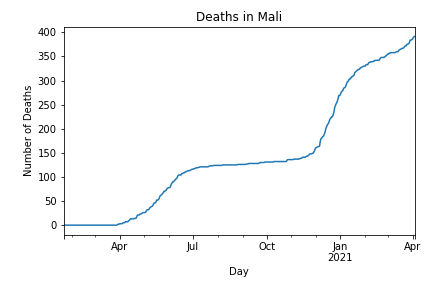 Deaths in Mali
400
350
300
250
200
150
100
50
0
Number of Deaths
Apr
Jul
Oct
Jan
2021
Apr
Day